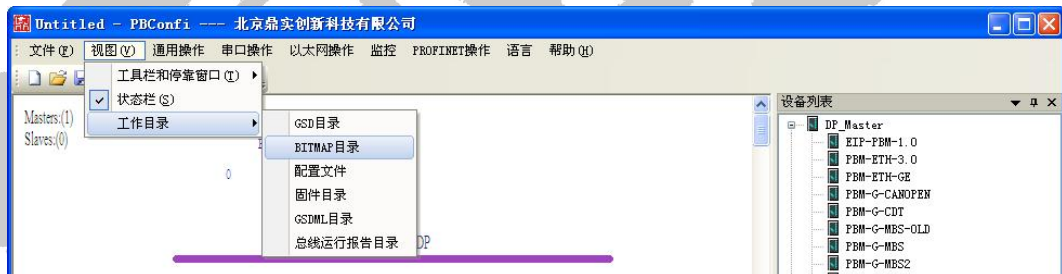 Untitled - PBConfi --- 北京鼎实创新科技有限公司
文件(F) 视图(V) 通用操作 串口操作 以太网操作 监控 PROFINET操作 语言 帮助(H)
工具栏和停靠窗口(T)
状态栏(S)
工作目录
GSD目录
BITMAP目录
配置文件
固件目录
GSDML目录
总线运行报告目录
Masters:(1)
Slaves:(0)
0
DP
设备列表
DP_Master
EIP-PBM-1.0
PBM-ETH-3.0
PBM-ETH-GE
PBM-G-CANOPEN
PBM-G-CDT
PBM-G-MBS-OLD
PBM-G-MBS
PBM-G-MBS2